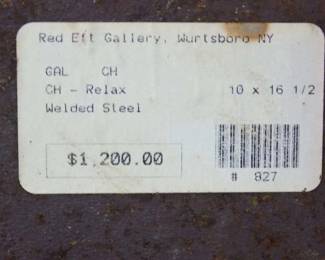 Red Eft Gallery, Wurtsboro NY
GAL CH
CH - Relax 10 x 16 1/2
Welded Steel
$1,200.00
# 827